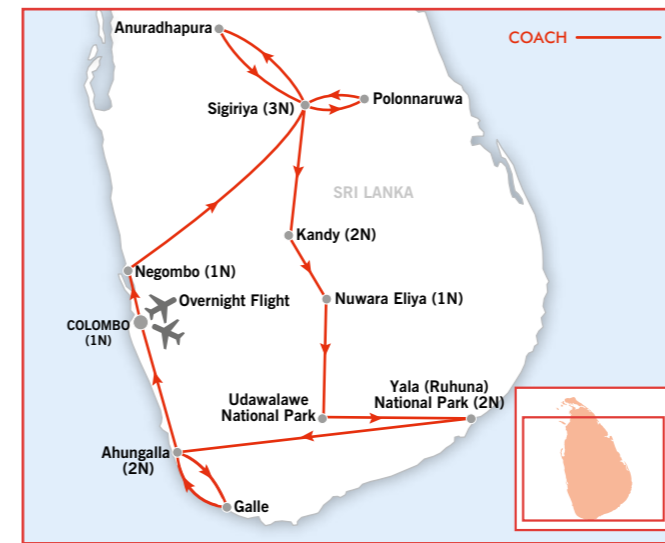 Anuradhapura
COACH
Sigiriya (3N)
Polonnaruwa
SRI LANKA
Kandy (2N)
Negombo (1N)
Overnight Flight
Nuwara Eliya (1N)
COLOMBO
(1N)
Udawalawe
National Park
Yala (Ruhuna)
National Park (2N)
Ahungalla
(2N)
Galle